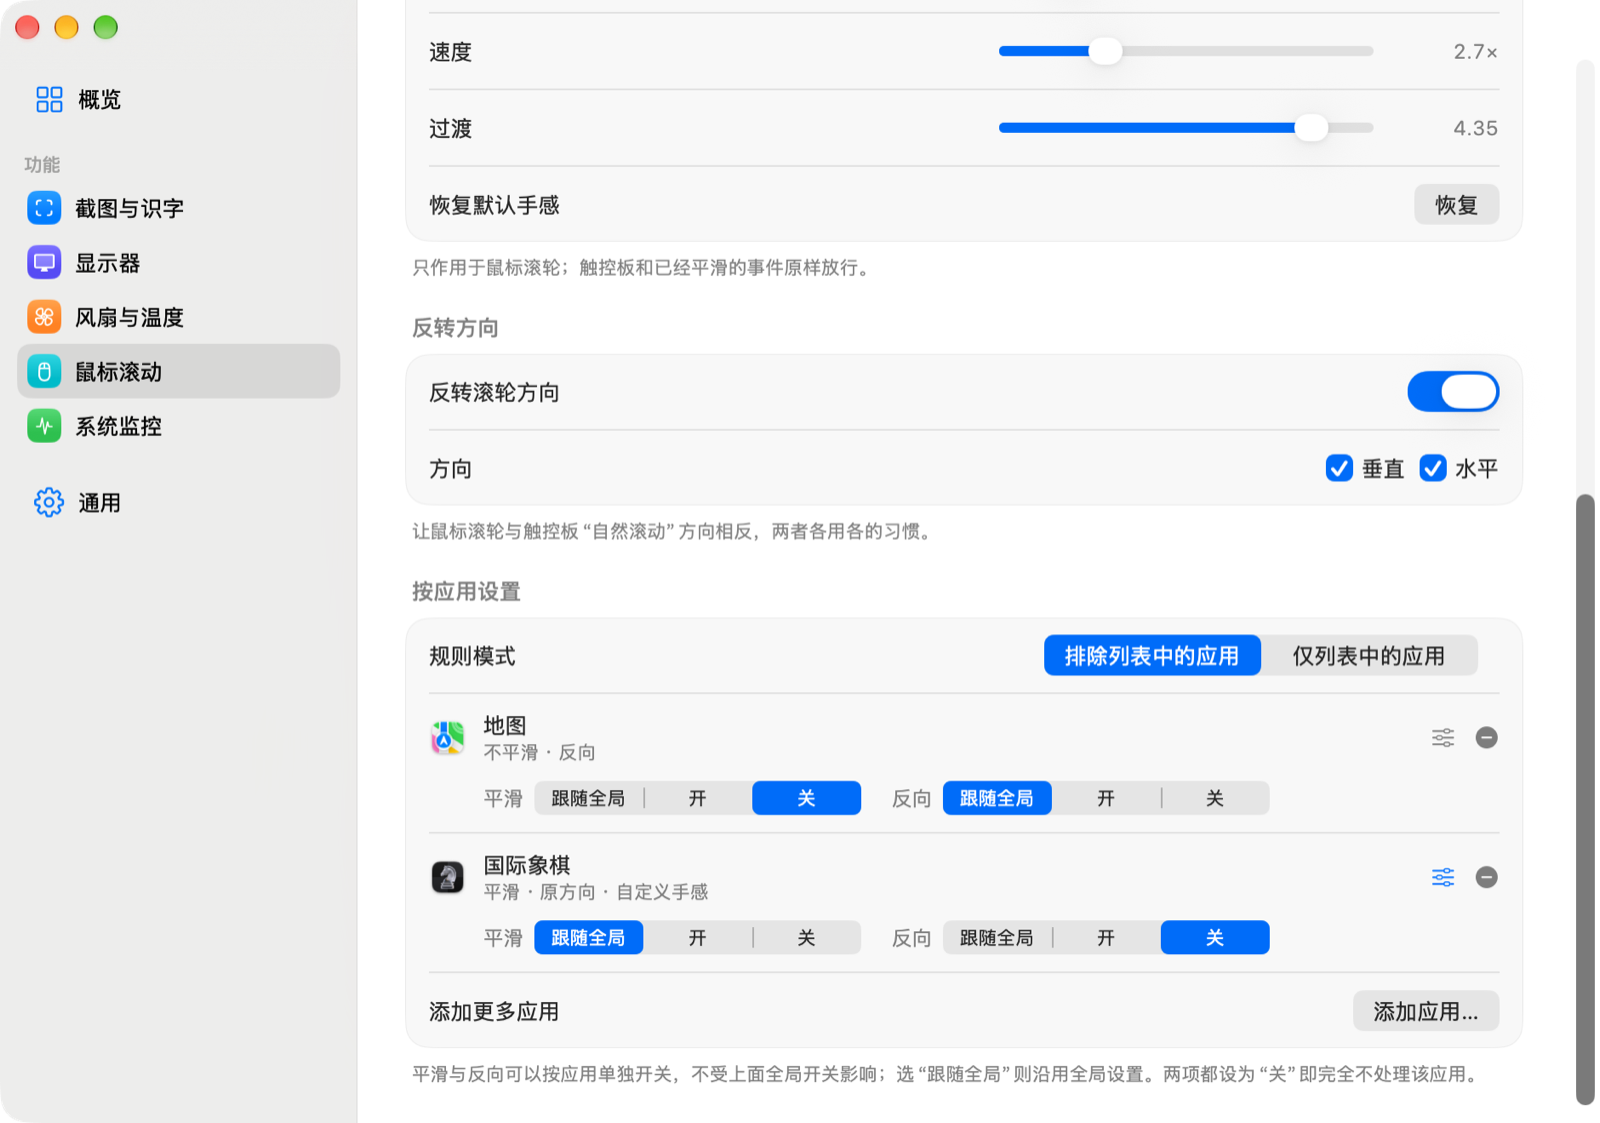 速度
2.7×
概览
过渡
4.35
功能
截图与识字
恢复默认手感
恢复
显示器
只作用于鼠标滚轮；触控板和已经平滑的事件原样放行。
风扇与温度
反转方向
鼠标滚动
反转滚轮方向
系统监控
方向
垂直
水平
通用
让鼠标滚轮与触控板“自然滚动”方向相反，两者各用各的习惯。
按应用设置
规则模式
排除列表中的应用
仅列表中的应用
地图
不平滑 · 反向
平滑 跟随全局 开 关 反向 跟随全局 开 关
国际象棋
平滑 · 原方向 · 自定义手感
平滑 跟随全局 开 关 反向 跟随全局 开 关
添加更多应用
添加应用...
平滑与反向可以按应用单独开关，不受上面全局开关影响；选“跟随全局”则沿用全局设置。两项都设为“关”即完全不处理该应用。